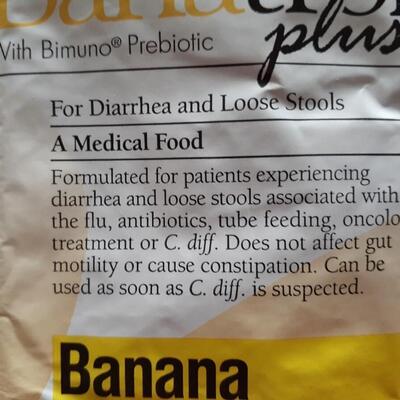 With Bimuno® Prebiotic
plus
For Diarrhea and Loose Stools
A Medical Food
Formulated for patients experiencing
diarrhea and loose stools associated with
the flu, antibiotics, tube feeding, oncolo
treatment or C. diff. Does not affect gut
motility or cause constipation. Can be
used as soon as C. diff. is suspected.
Banana